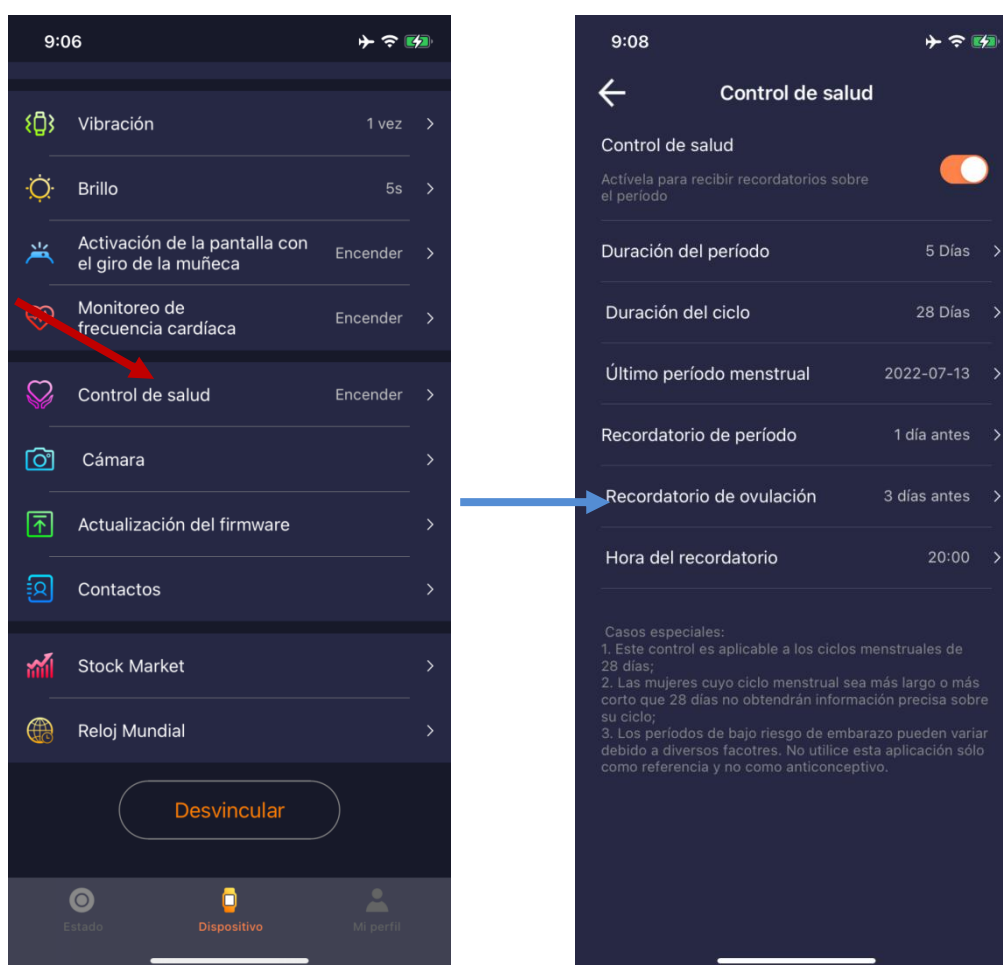 9:06
Vibración 1 vez
Brillo 5s
Activación de la pantalla con
el giro de la muñeca Encender
Monitoreo de
frecuencia cardíaca Encender
Control de salud Encender
Cámara
Actualización del firmware
Contactos
Stock Market
Reloj Mundial
Desvincular
Estado Dispositivo Mi perfil
9:08
Control de salud
Control de salud
Actívela para recibir recordatorios sobre
el período
Duración del período 5 Días
Duración del ciclo 28 Días
Último período menstrual 2022-07-13
Recordatorio de período 1 día antes
Recordatorio de ovulación 3 días antes
Hora del recordatorio 20:00
Casos especiales:
1. Este control es aplicable a los ciclos menstruales de
28 días;
2. Las mujeres cuyo ciclo menstrual sea más largo o más
corto que 28 días no obtendrán información precisa sobre
su ciclo;
3. Los períodos de bajo riesgo de embarazo pueden variar
debido a diversos facotres. No utilice esta aplicación sólo
como referencia y no como anticonceptivo.